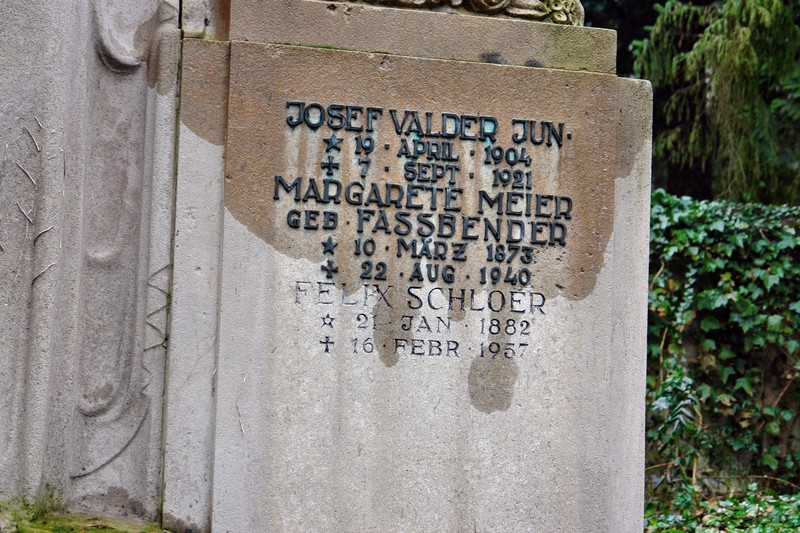 JOSEF VALDER JUN·
★ 19 · APRIL · 1904
✝ 7 · SEPT · 1921
MARGARETE MEIER
GEB FASSBENDER
★ 10 · MÄRZ 1873
✝ 22 · AUG · 1940
FELIX SCHLOER
☆ 21 · JAN · 1882
✝ 16 · FEBR · 1957